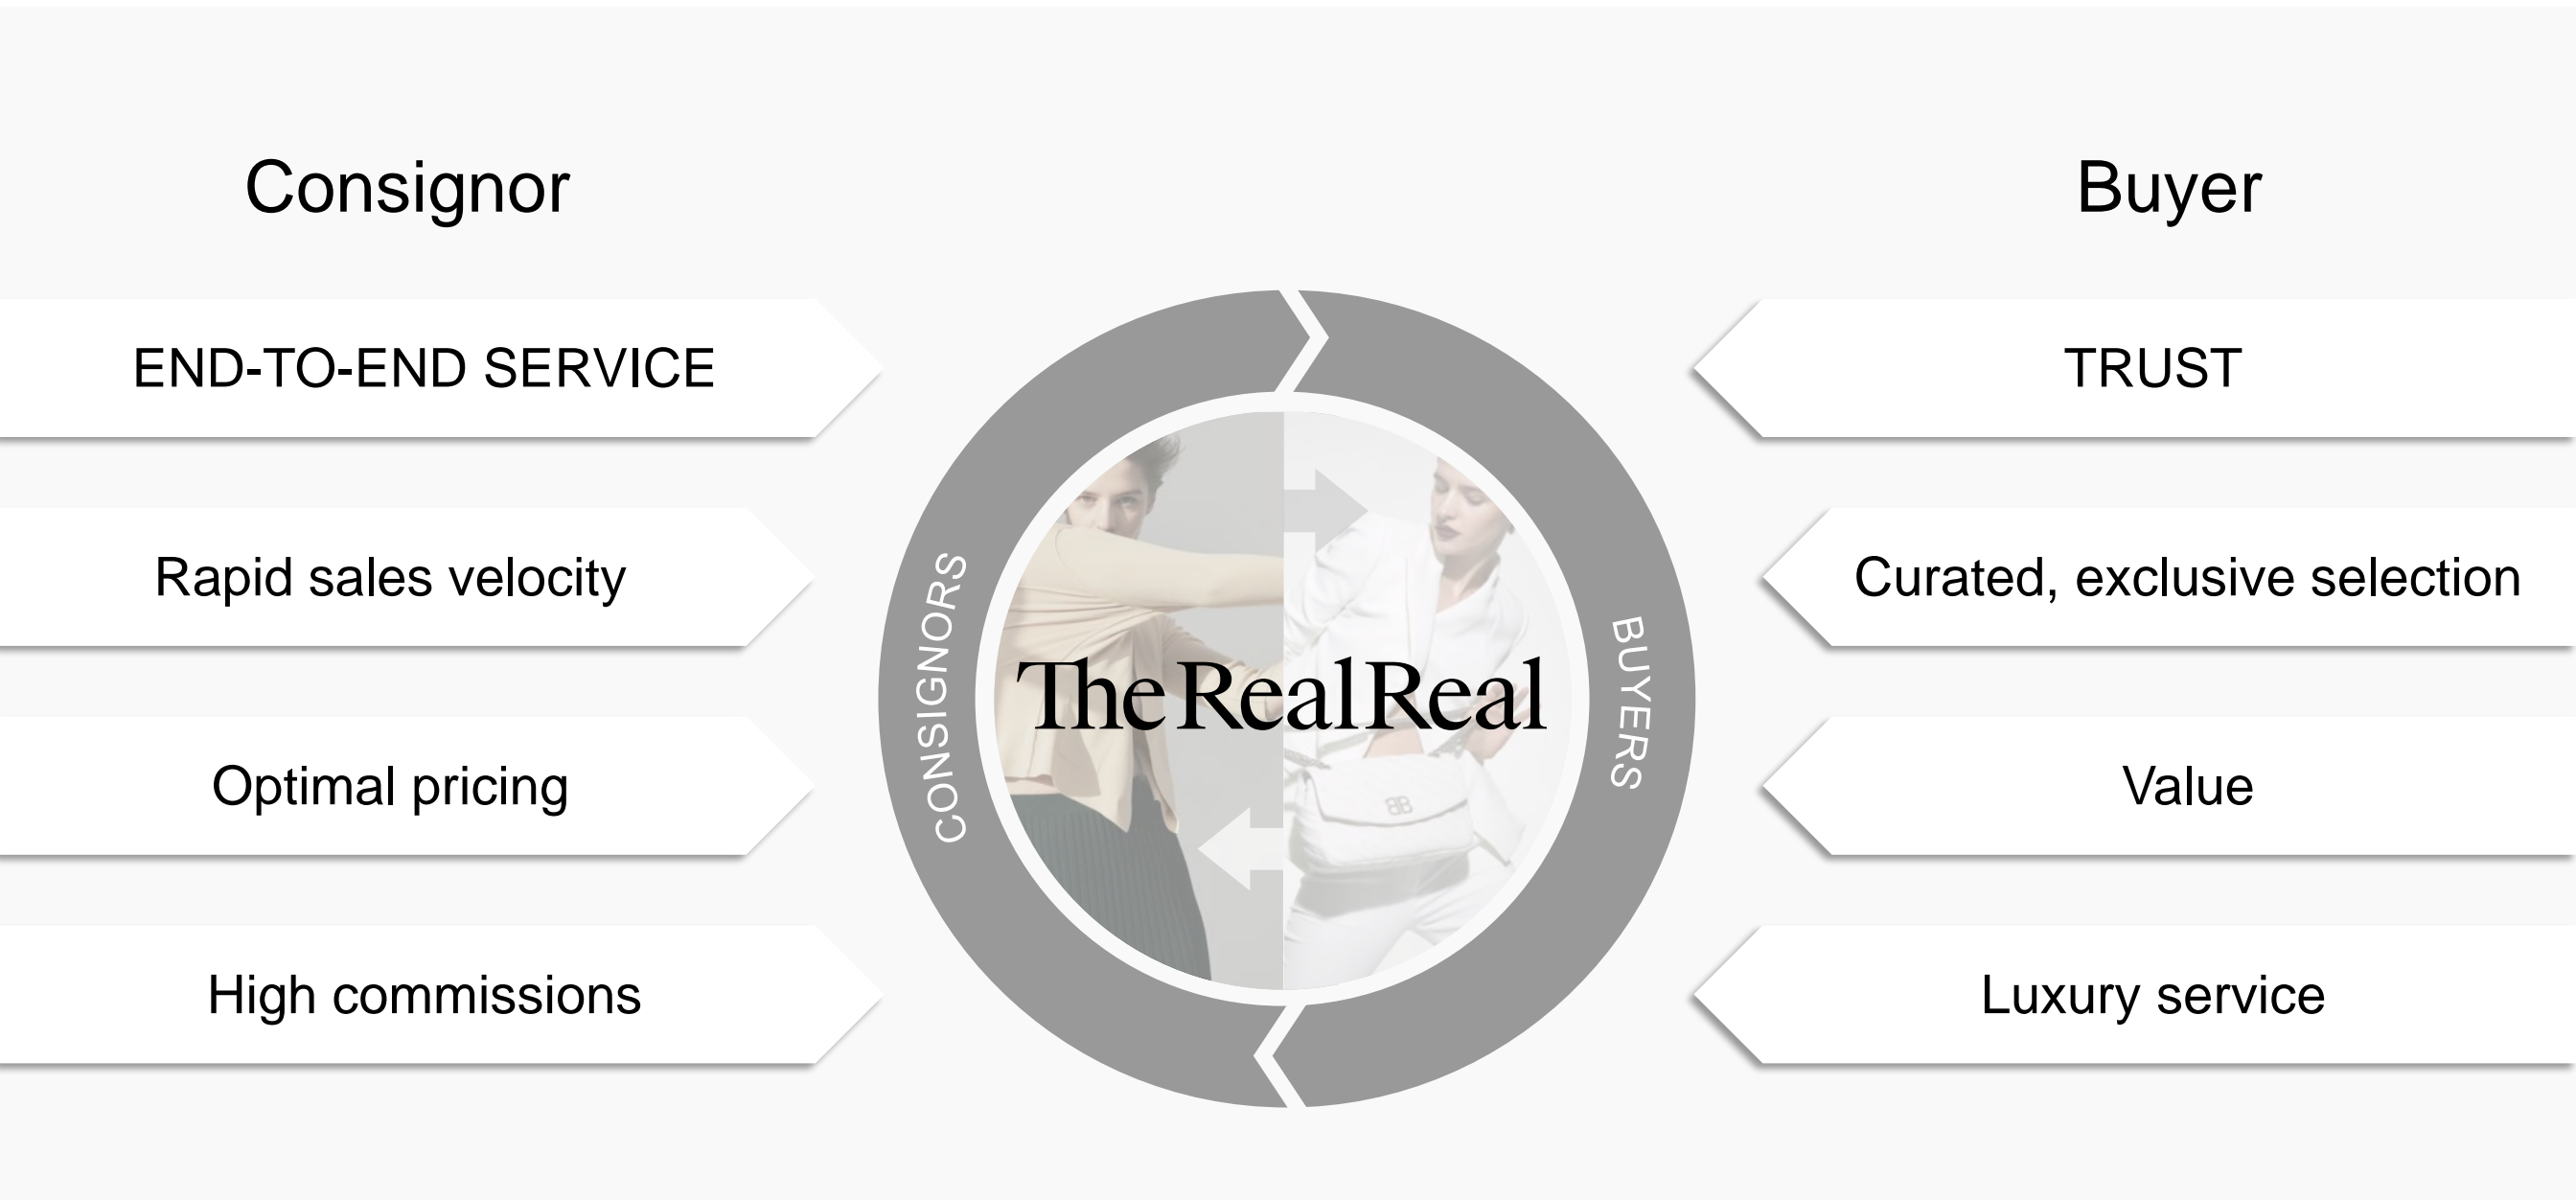 Consignor
Buyer
END-TO-END SERVICE
Rapid sales velocity
Optimal pricing
High commissions
CONSIGNORS
The RealReal
BUYERS
TRUST
Curated, exclusive selection
Value
Luxury service